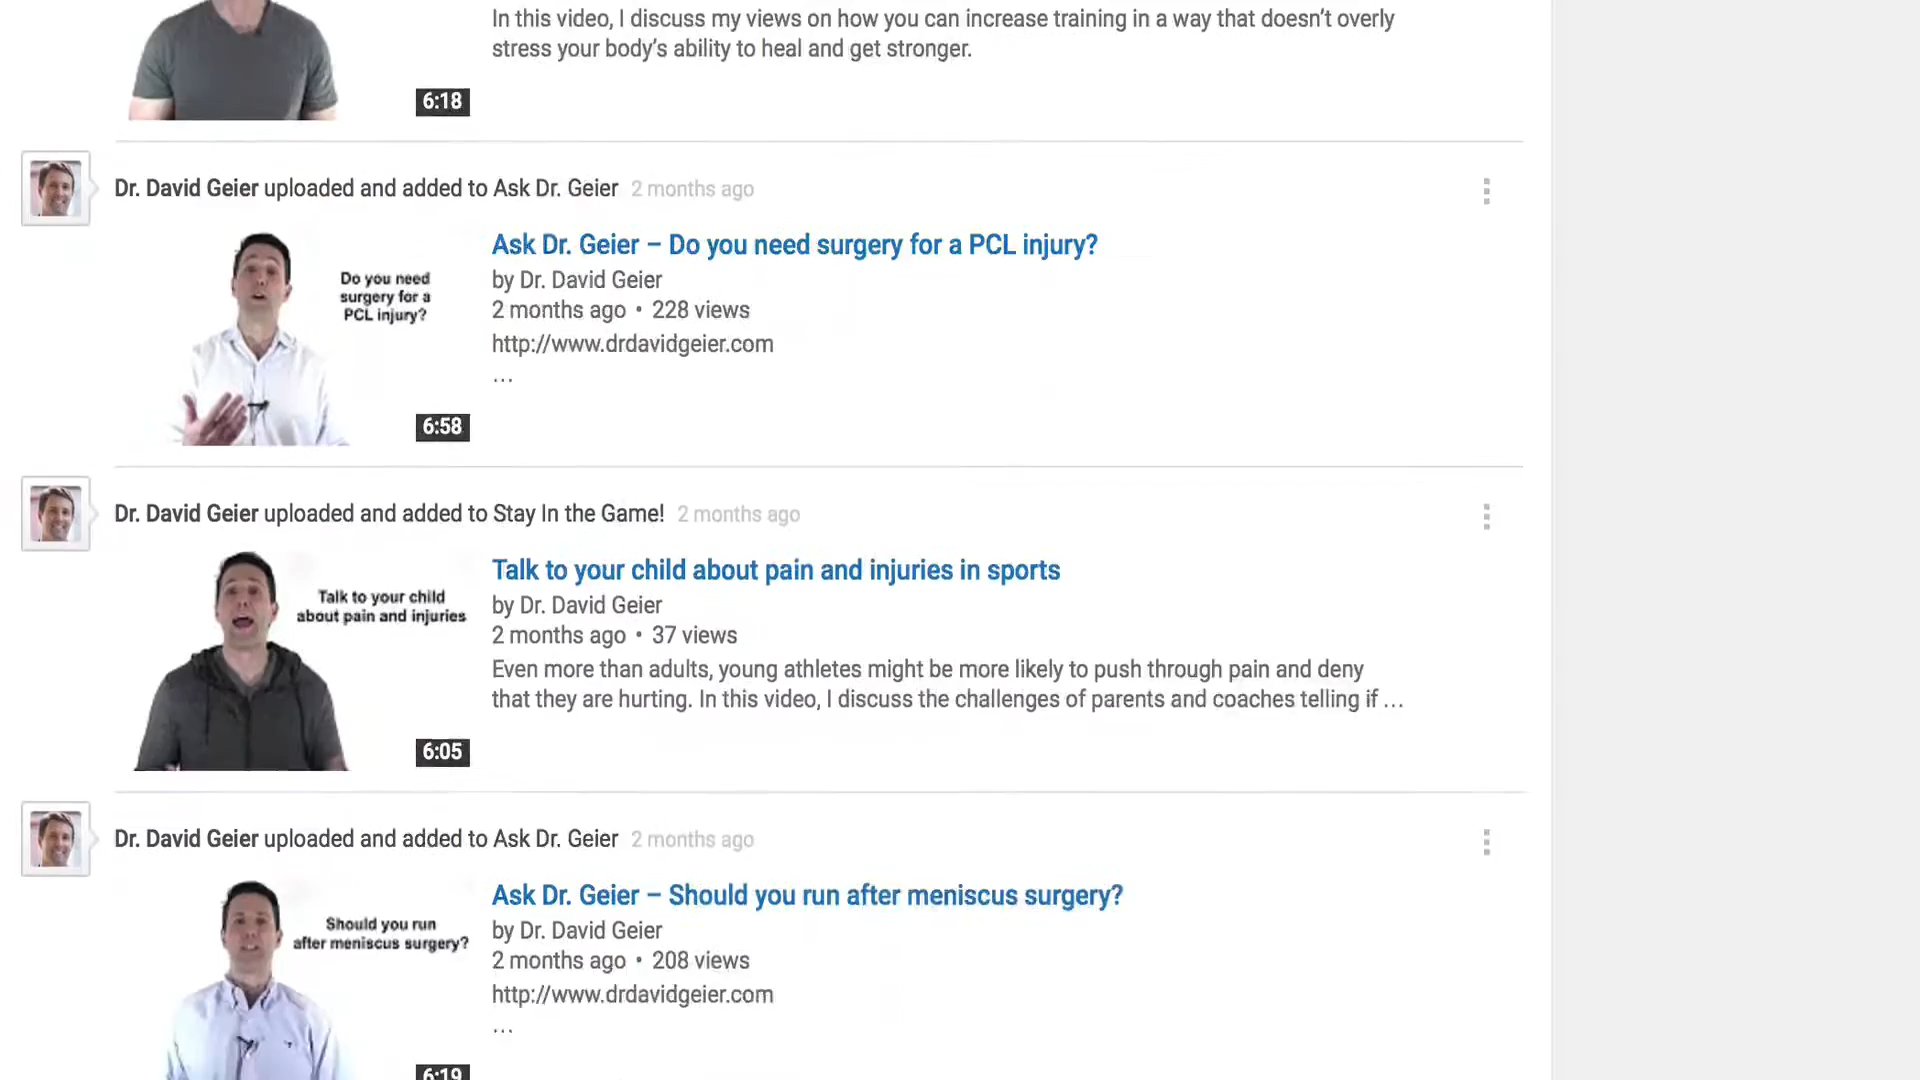 In this video, I discuss my views on how you can increase training in a way that doesn’t overly
stress your body’s ability to heal and get stronger.
6:18
Dr. David Geier uploaded and added to Ask Dr. Geier 2 months ago
Do you need
surgery for a
PCL injury?
6:58
Ask Dr. Geier – Do you need surgery for a PCL injury?
by Dr. David Geier
2 months ago • 228 views
http://www.drdavidgeier.com
...
Dr. David Geier uploaded and added to Stay In the Game! 2 months ago
Talk to your child
about pain and injuries
6:05
Talk to your child about pain and injuries in sports
by Dr. David Geier
2 months ago • 37 views
Even more than adults, young athletes might be more likely to push through pain and deny
that they are hurting. In this video, I discuss the challenges of parents and coaches telling if ...
Dr. David Geier uploaded and added to Ask Dr. Geier 2 months ago
Should you run
after meniscus surgery?
6:19
Ask Dr. Geier – Should you run after meniscus surgery?
by Dr. David Geier
2 months ago • 208 views
http://www.drdavidgeier.com
...